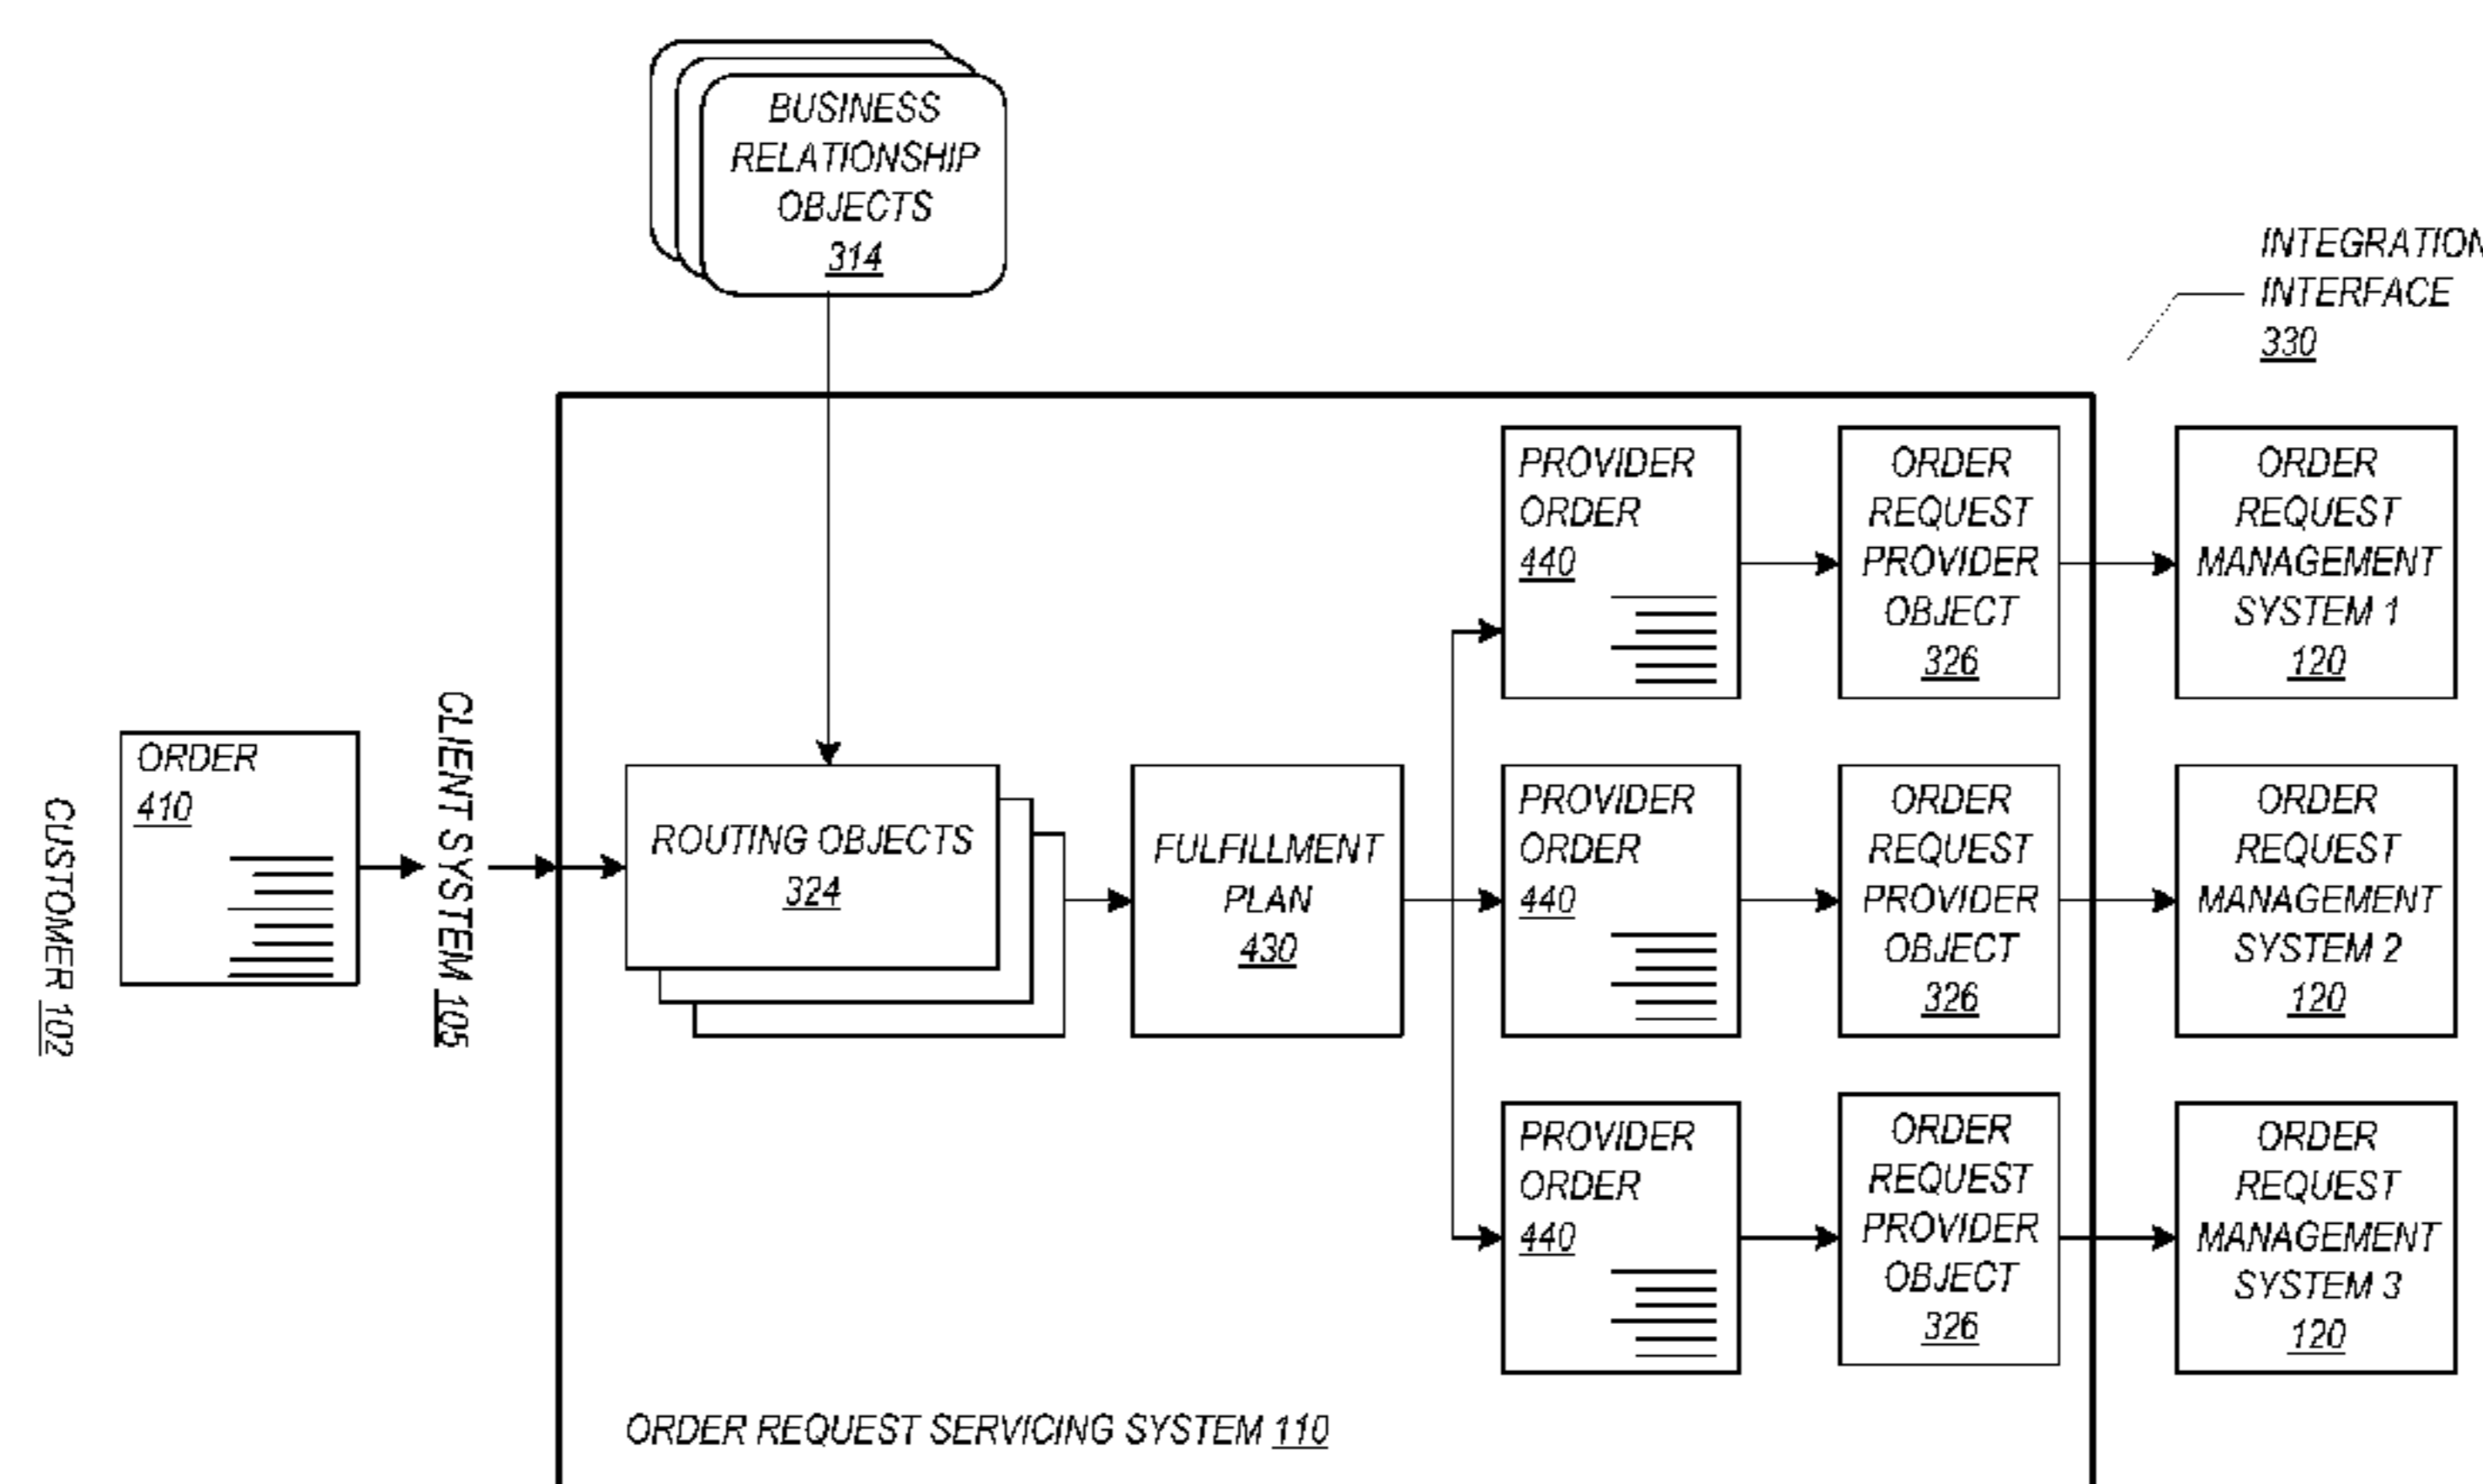 BUSINESS
RELATIONSHIP
OBJECTS
314
INTEGRATION
INTERFACE
330
CUSTOMER 102
ORDER
410
CLIENT SYSTEM 105
ROUTING OBJECTS
324
FULFILLMENT
PLAN
430
PROVIDER
ORDER
440
ORDER
REQUEST
PROVIDER
OBJECT
326
ORDER
REQUEST
MANAGEMENT
SYSTEM 1
120
PROVIDER
ORDER
440
ORDER
REQUEST
PROVIDER
OBJECT
326
ORDER
REQUEST
MANAGEMENT
SYSTEM 2
120
PROVIDER
ORDER
440
ORDER
REQUEST
PROVIDER
OBJECT
326
ORDER
REQUEST
MANAGEMENT
SYSTEM 3
120
ORDER REQUEST SERVICING SYSTEM 110